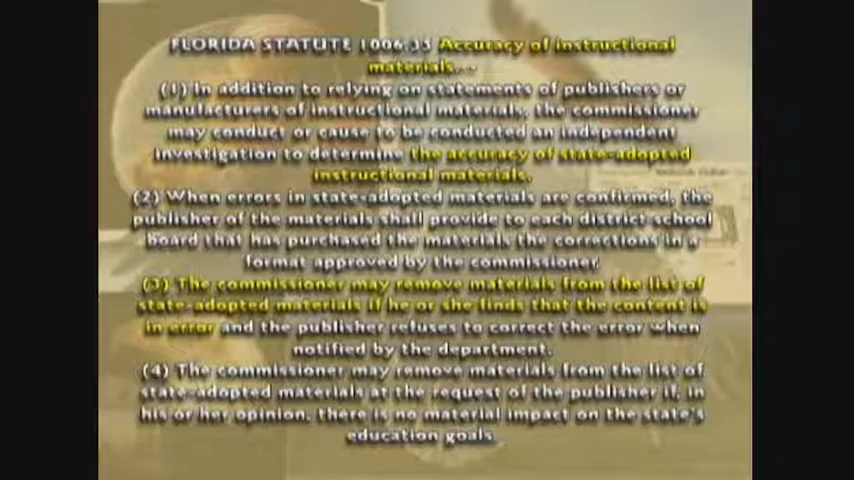 FLORIDA STATUTE 1006.35 Accuracy of instructional
materials.--
(1) In addition to relying on statements of publishers or
manufacturers of instructional materials, the commissioner
may conduct or cause to be conducted an independent
investigation to determine the accuracy of state-adopted
instructional materials.
(2) When errors in state-adopted materials are confirmed, the
publisher of the materials shall provide to each district school
board that has purchased the materials the corrections in a
format approved by the commissioner.
(3) The commissioner may remove materials from the list of
state-adopted materials if he or she finds that the content is
in error and the publisher refuses to correct the error when
notified by the department.
(4) The commissioner may remove materials from the list of
state-adopted materials at the request of the publisher if, in
his or her opinion, there is no material impact on the state's
education goals.